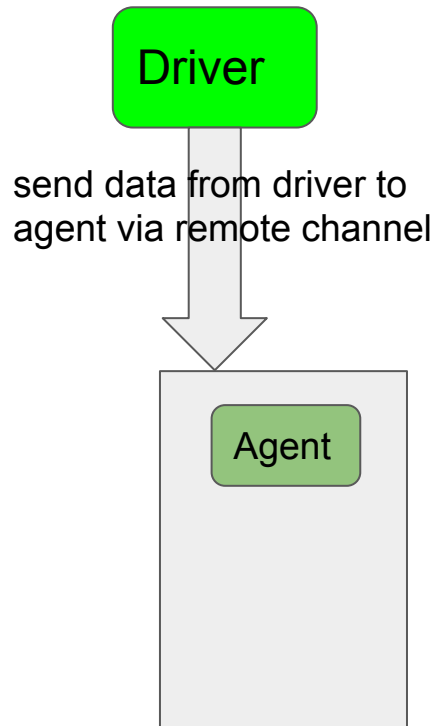 Driver
send data from driver to
agent via remote channel
Agent